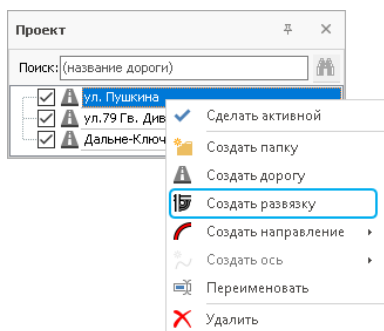 Проект
Поиск: (название дороги)
ул. Пушкина
ул.79 Гв. Див
Дальне-Ключ
Сделать активной
Создать папку
Создать дорогу
Создать развязку
Создать направление
Создать ось
Переименовать
Удалить